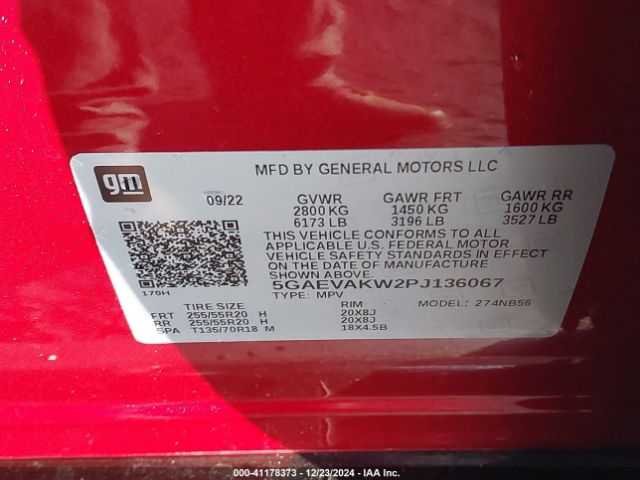 gm
MFD BY GENERAL MOTORS LLC
09/22 GVWR GAWR FRT GAWR RR
2800 KG 1450 KG 1600 KG
6173 LB 3196 LB 3527 LB
THIS VEHICLE CONFORMS TO ALL
APPLICABLE U.S. FEDERAL MOTOR
VEHICLE SAFETY STANDARDS IN EFFECT
ON THE DATE OF MANUFACTURE
SHOWN ABOVE.
170H
5GAEVAKW2PJ136067
TYPE: MPV MODEL: 274NB56
TIRE SIZE RIM
FRT 255/55R20 H 20X8J
RR 255/55R20 H 20X8J
SPA T135/70R18 M 18X4.5B
000-41178373 - 12/23/2024 - IAA Inc.